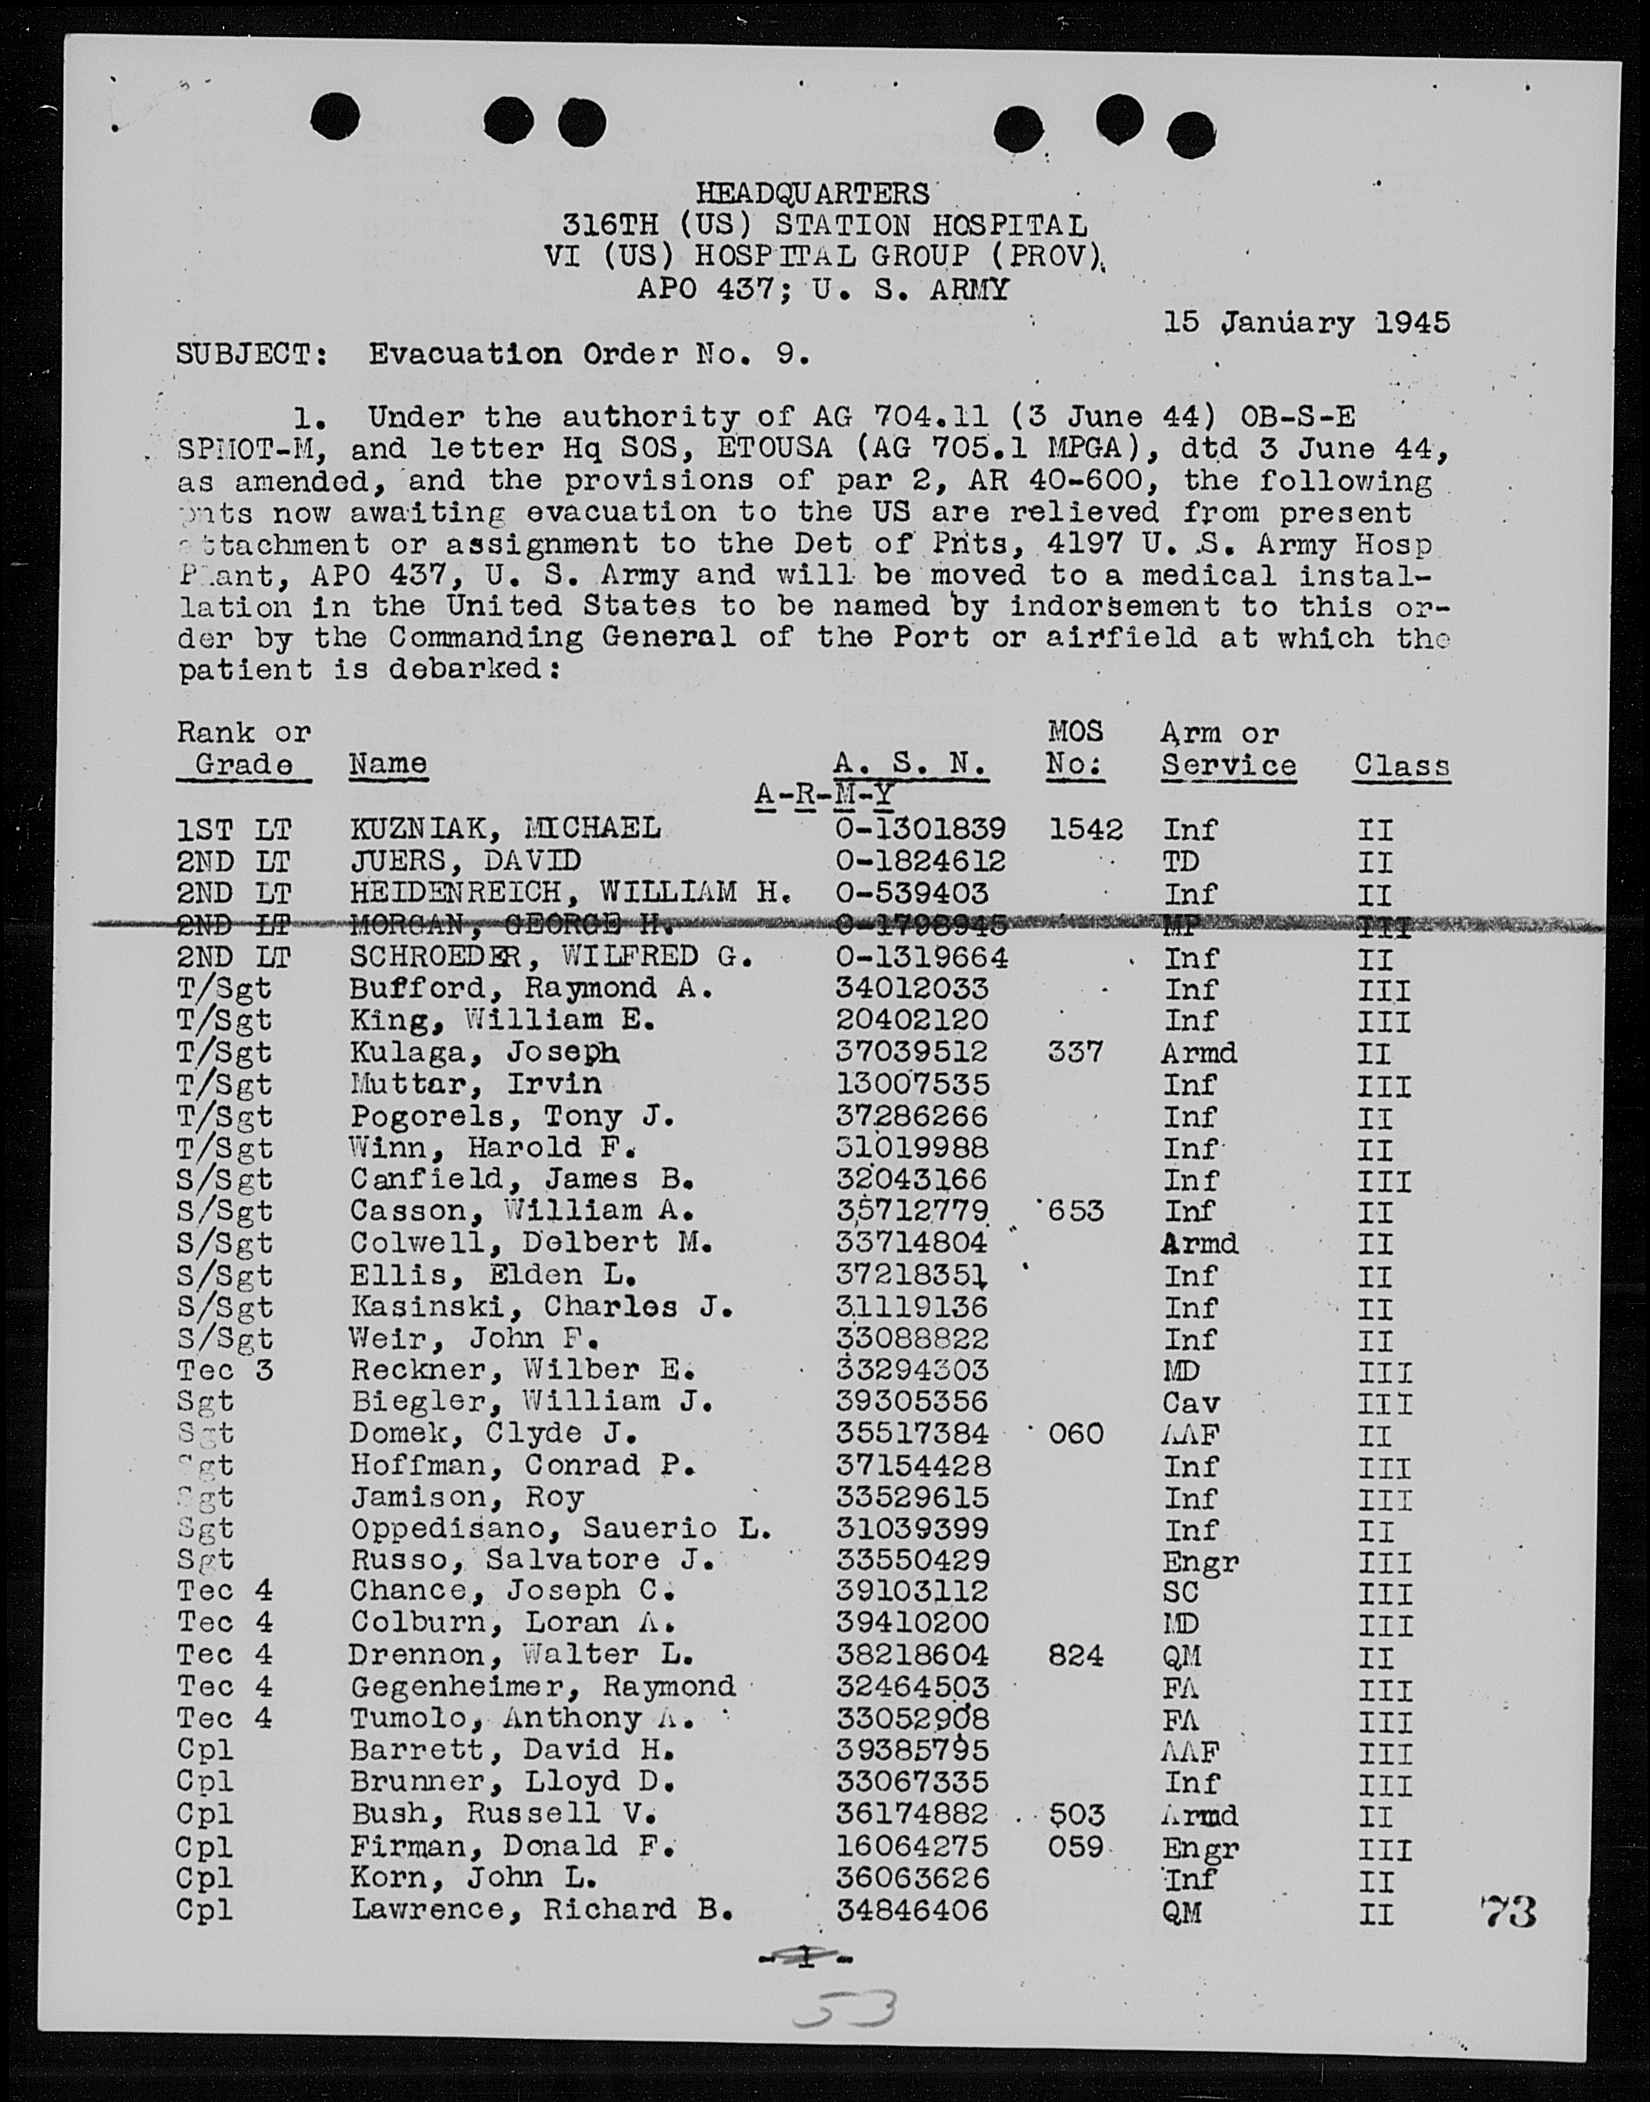 HEADQUARTERS
316TH (US) STATION HOSPITAL
VI (US) HOSPITAL GROUP (PROV),
APO 437; U. S. ARMY
15 January 1945
SUBJECT: Evacuation Order No. 9.
1. Under the authority of AG 704.11 (3 June 44) OB-S-E
SPMOT-M, and letter Hq SOS, ETOUSA (AG 705.1 MPGA), dtd 3 June 44,
as amended, and the provisions of par 2, AR 40-600, the following
pnts now awaiting evacuation to the US are relieved from present
attachment or assignment to the Det of Pnts, 4197 U. S. Army Hosp
Plant, APO 437, U. S. Army and will be moved to a medical instal-
lation in the United States to be named by indorsement to this or-
der by the Commanding General of the Port or airfield at which the
patient is debarked:
Rank or MOS Arm or
Grade Name A. S. N. No: Service Class
A-R-M-Y
1ST LT KUZNIAK, MICHAEL O-1301839 1542 Inf II
2ND LT JUERS, DAVID O-1824612 TD II
2ND LT HEIDENREICH, WILLIAM H. O-539403 Inf II
2ND LT MORGAN, GEORGE H. O-1798945 MP III
2ND LT SCHROEDER, WILFRED G. O-1319664 Inf II
T/Sgt Bufford, Raymond A. 34012033 Inf III
T/Sgt King, William E. 20402120 Inf III
T/Sgt Kulaga, Joseph 37039512 337 Armd II
T/Sgt Muttar, Irvin 13007535 Inf III
T/Sgt Pogorels, Tony J. 37286266 Inf II
T/Sgt Winn, Harold F. 31019988 Inf II
S/Sgt Canfield, James B. 32043166 Inf III
S/Sgt Casson, William A. 35712779 653 Inf II
S/Sgt Colwell, Delbert M. 33714804 Armd II
S/Sgt Ellis, Elden L. 37218351 Inf II
S/Sgt Kasinski, Charles J. 31119136 Inf II
S/Sgt Weir, John F. 33088822 Inf II
Tec 3 Reckner, Wilber E. 33294303 MD III
Sgt Biegler, William J. 39305356 Cav III
Sgt Domek, Clyde J. 35517384 060 AAF II
Sgt Hoffman, Conrad P. 37154428 Inf III
Sgt Jamison, Roy 33529615 Inf III
Sgt Oppedisano, Sauerio L. 31039399 Inf II
Sgt Russo, Salvatore J. 33550429 Engr III
Tec 4 Chance, Joseph C. 39103112 SC III
Tec 4 Colburn, Loran A. 39410200 MD III
Tec 4 Drennon, Walter L. 38218604 824 QM II
Tec 4 Gegenheimer, Raymond 32464503 FA III
Tec 4 Tumolo, Anthony A. 33052908 FA III
Cpl Barrett, David H. 39385795 AAF III
Cpl Brunner, Lloyd D. 33067335 Inf III
Cpl Bush, Russell V. 36174882 503 Armd II
Cpl Firman, Donald F. 16064275 059 Engr III
Cpl Korn, John L. 36063626 Inf II
Cpl Lawrence, Richard B. 34846406 QM II
73
- 1 -
53